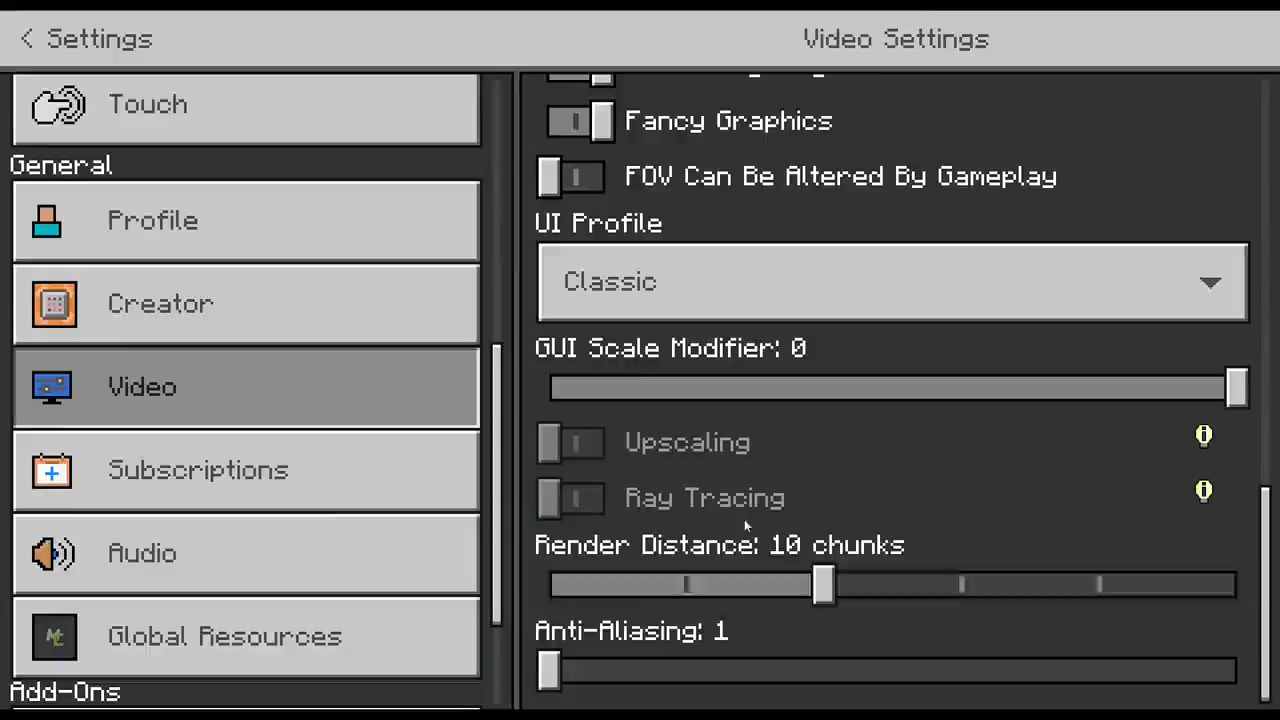 < Settings
Video Settings
Touch
General
Profile
Creator
Video
Subscriptions
Audio
Global Resources
Add-Ons
Fancy Graphics
FOV Can Be Altered By Gameplay
UI Profile
Classic
GUI Scale Modifier: 0
Upscaling
Ray Tracing
Render Distance: 10 chunks
Anti-Aliasing: 1